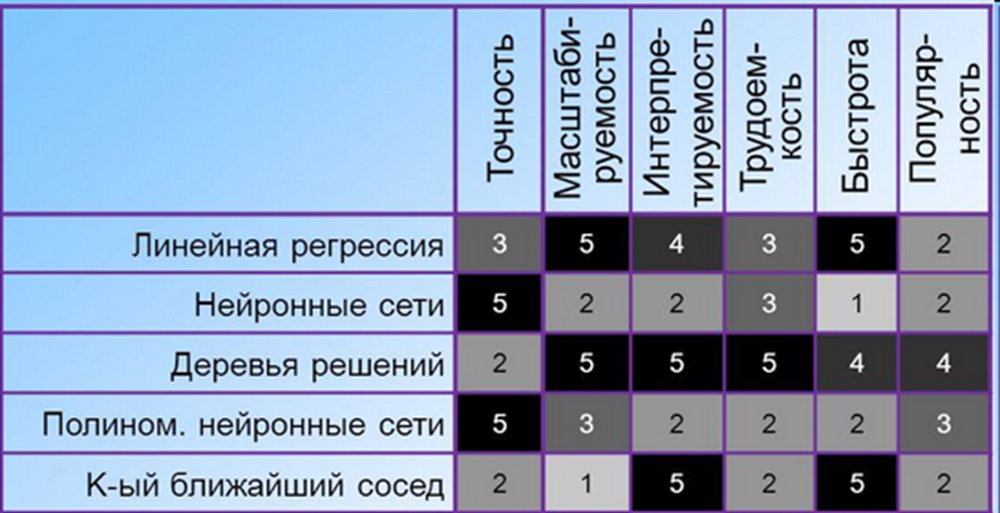 Точность
Масштаби-
руемость
Интерпре-
тируемость
Трудоем-
кость
Быстрота
Популяр-
ность
Линейная регрессия 3 5 4 3 5 2
Нейронные сети 5 2 2 3 1 2
Деревья решений 2 5 5 5 4 4
Полином. нейронные сети 5 3 2 2 2 3
К-ый ближайший сосед 2 1 5 2 5 2